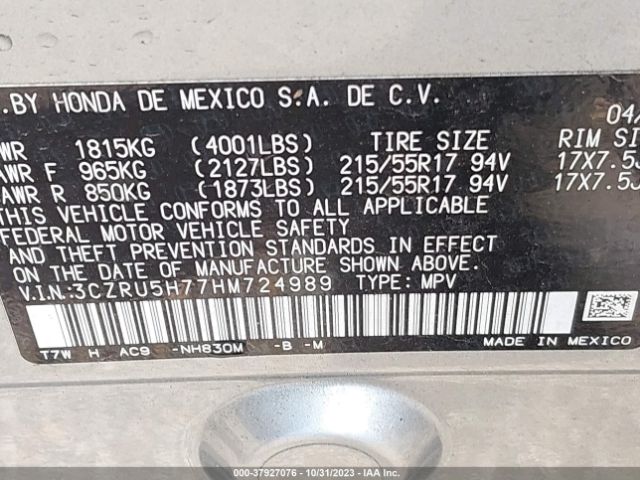 .BY HONDA DE MEXICO S.A. DE C.V.
04/
WR 1815KG (4001LBS) TIRE SIZE RIM SI
AWR F 965KG (2127LBS) 215/55R17 94V 17X7.5
AWR R 850KG (1873LBS) 215/55R17 94V 17X7.5J
THIS VEHICLE CONFORMS TO ALL APPLICABLE
FEDERAL MOTOR VEHICLE SAFETY
AND THEFT PREVENTION STANDARDS IN EFFECT
ON THE DATE OF MANUFACTURE SHOWN ABOVE.
V.I.N.:3CZRU5H77HM724989 TYPE: MPV
T7W H AC9 -NH830M -B -M MADE IN MEXICO
000-37927076 | 10/31/2023 | IAA Inc.